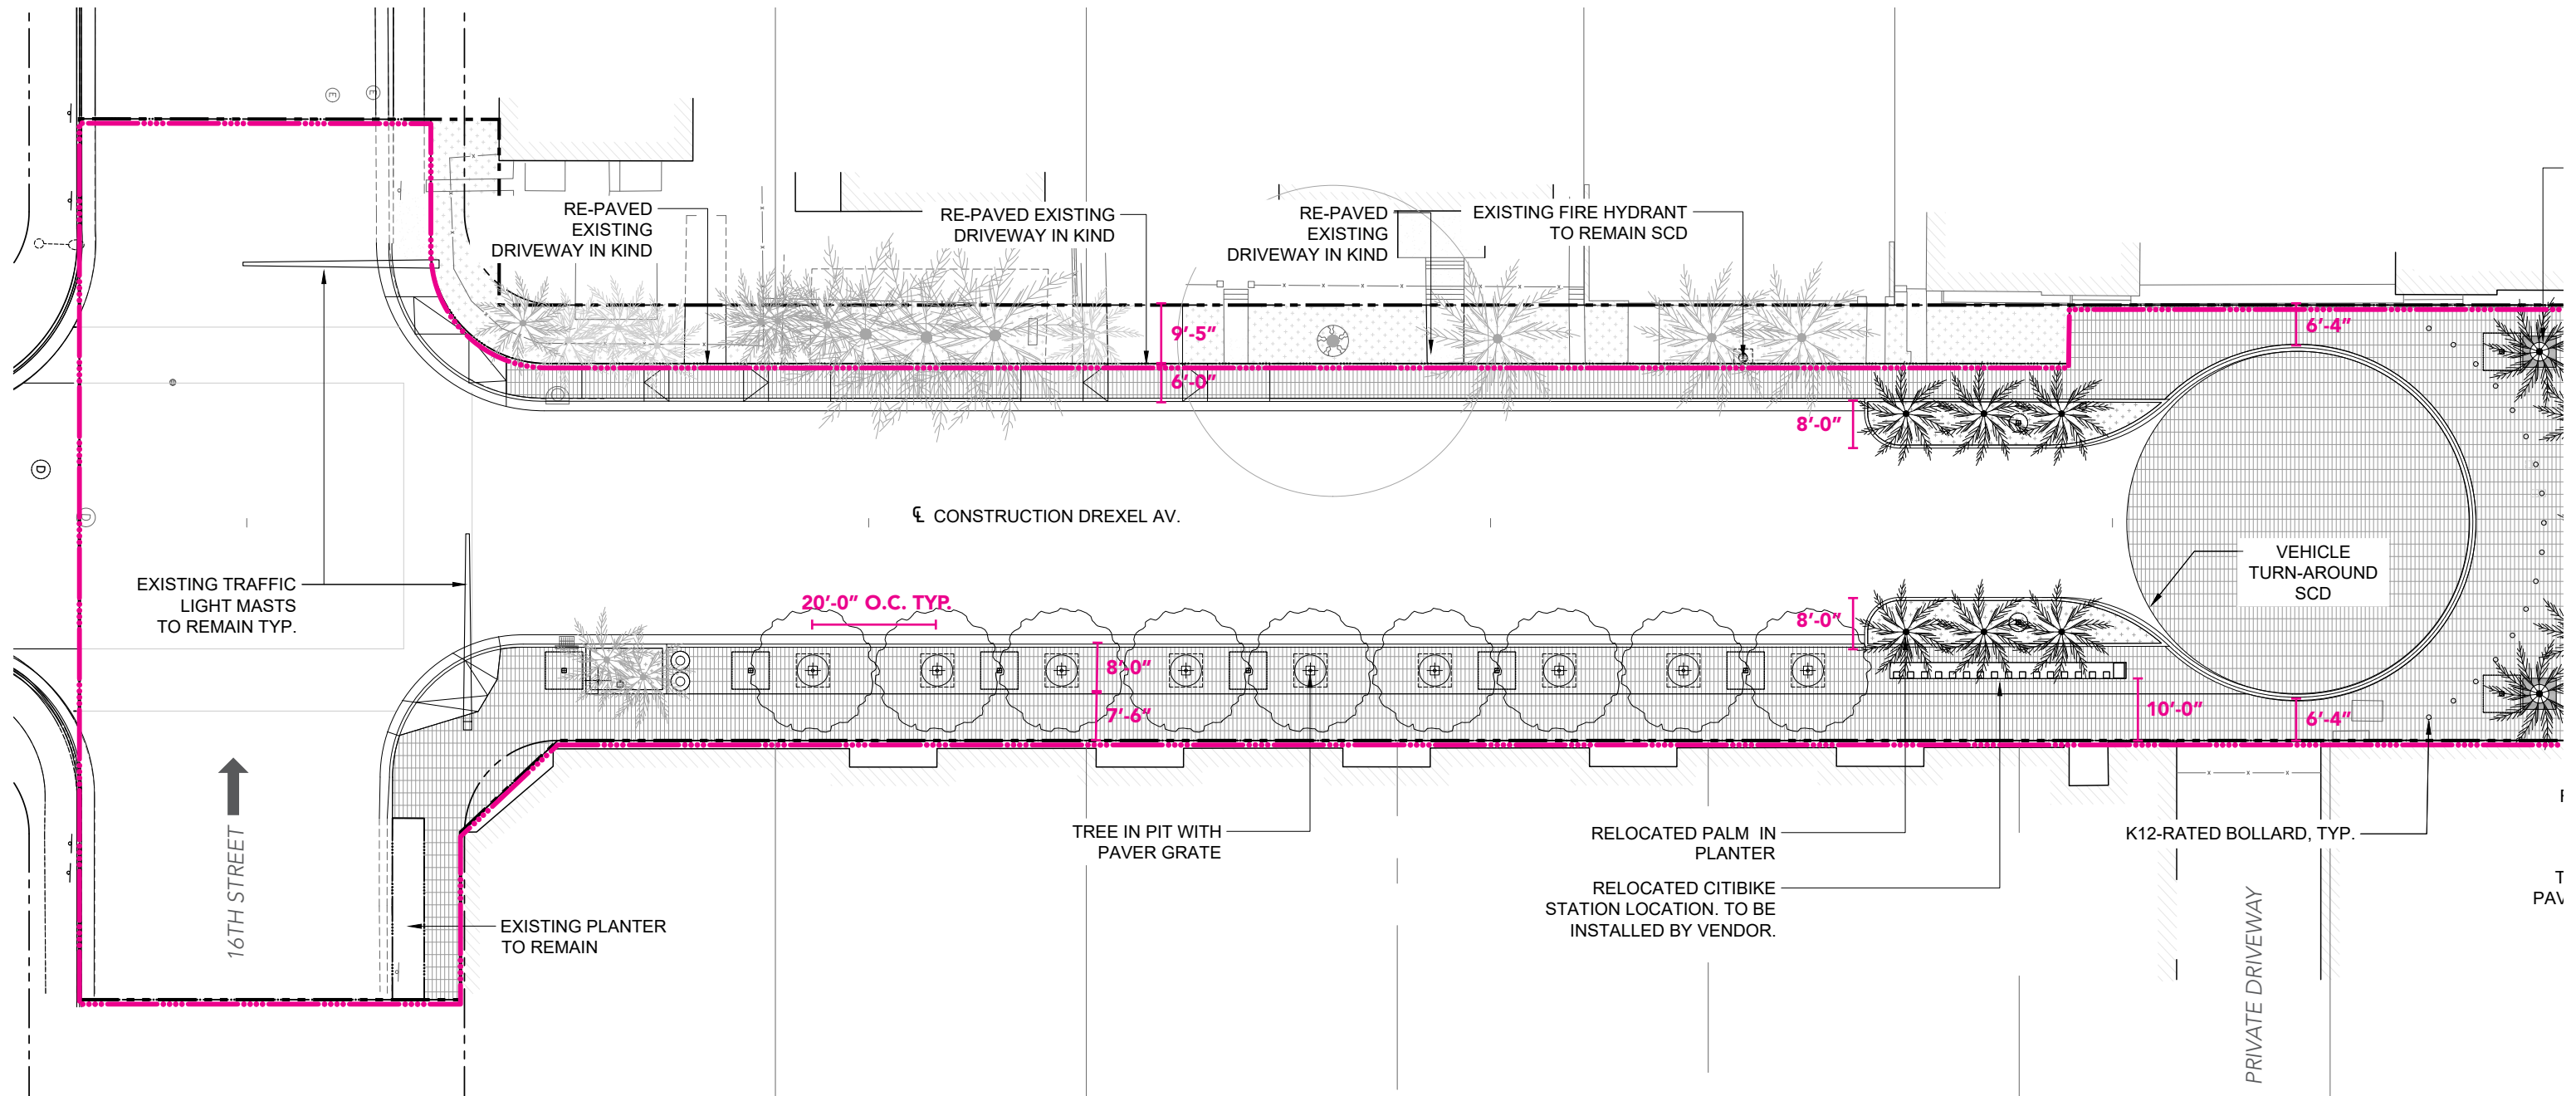 E
E
RE-PAVED
EXISTING
DRIVEWAY IN KIND
RE-PAVED EXISTING
DRIVEWAY IN KIND
RE-PAVED
EXISTING
DRIVEWAY IN KIND
EXISTING FIRE HYDRANT
TO REMAIN SCD
9'-5"
6'-0"
6'-4"
8'-0"
D
D
℄ CONSTRUCTION DREXEL AV.
EXISTING TRAFFIC
LIGHT MASTS
TO REMAIN TYP.
VEHICLE
TURN-AROUND
SCD
20'-0" O.C. TYP.
8'-0"
8'-0"
7'-6"
10'-0"
6'-4"
16TH STREET
TREE IN PIT WITH
PAVER GRATE
RELOCATED PALM IN
PLANTER
K12-RATED BOLLARD, TYP.
RELOCATED CITIBIKE
STATION LOCATION. TO BE
INSTALLED BY VENDOR.
EXISTING PLANTER
TO REMAIN
PRIVATE DRIVEWAY